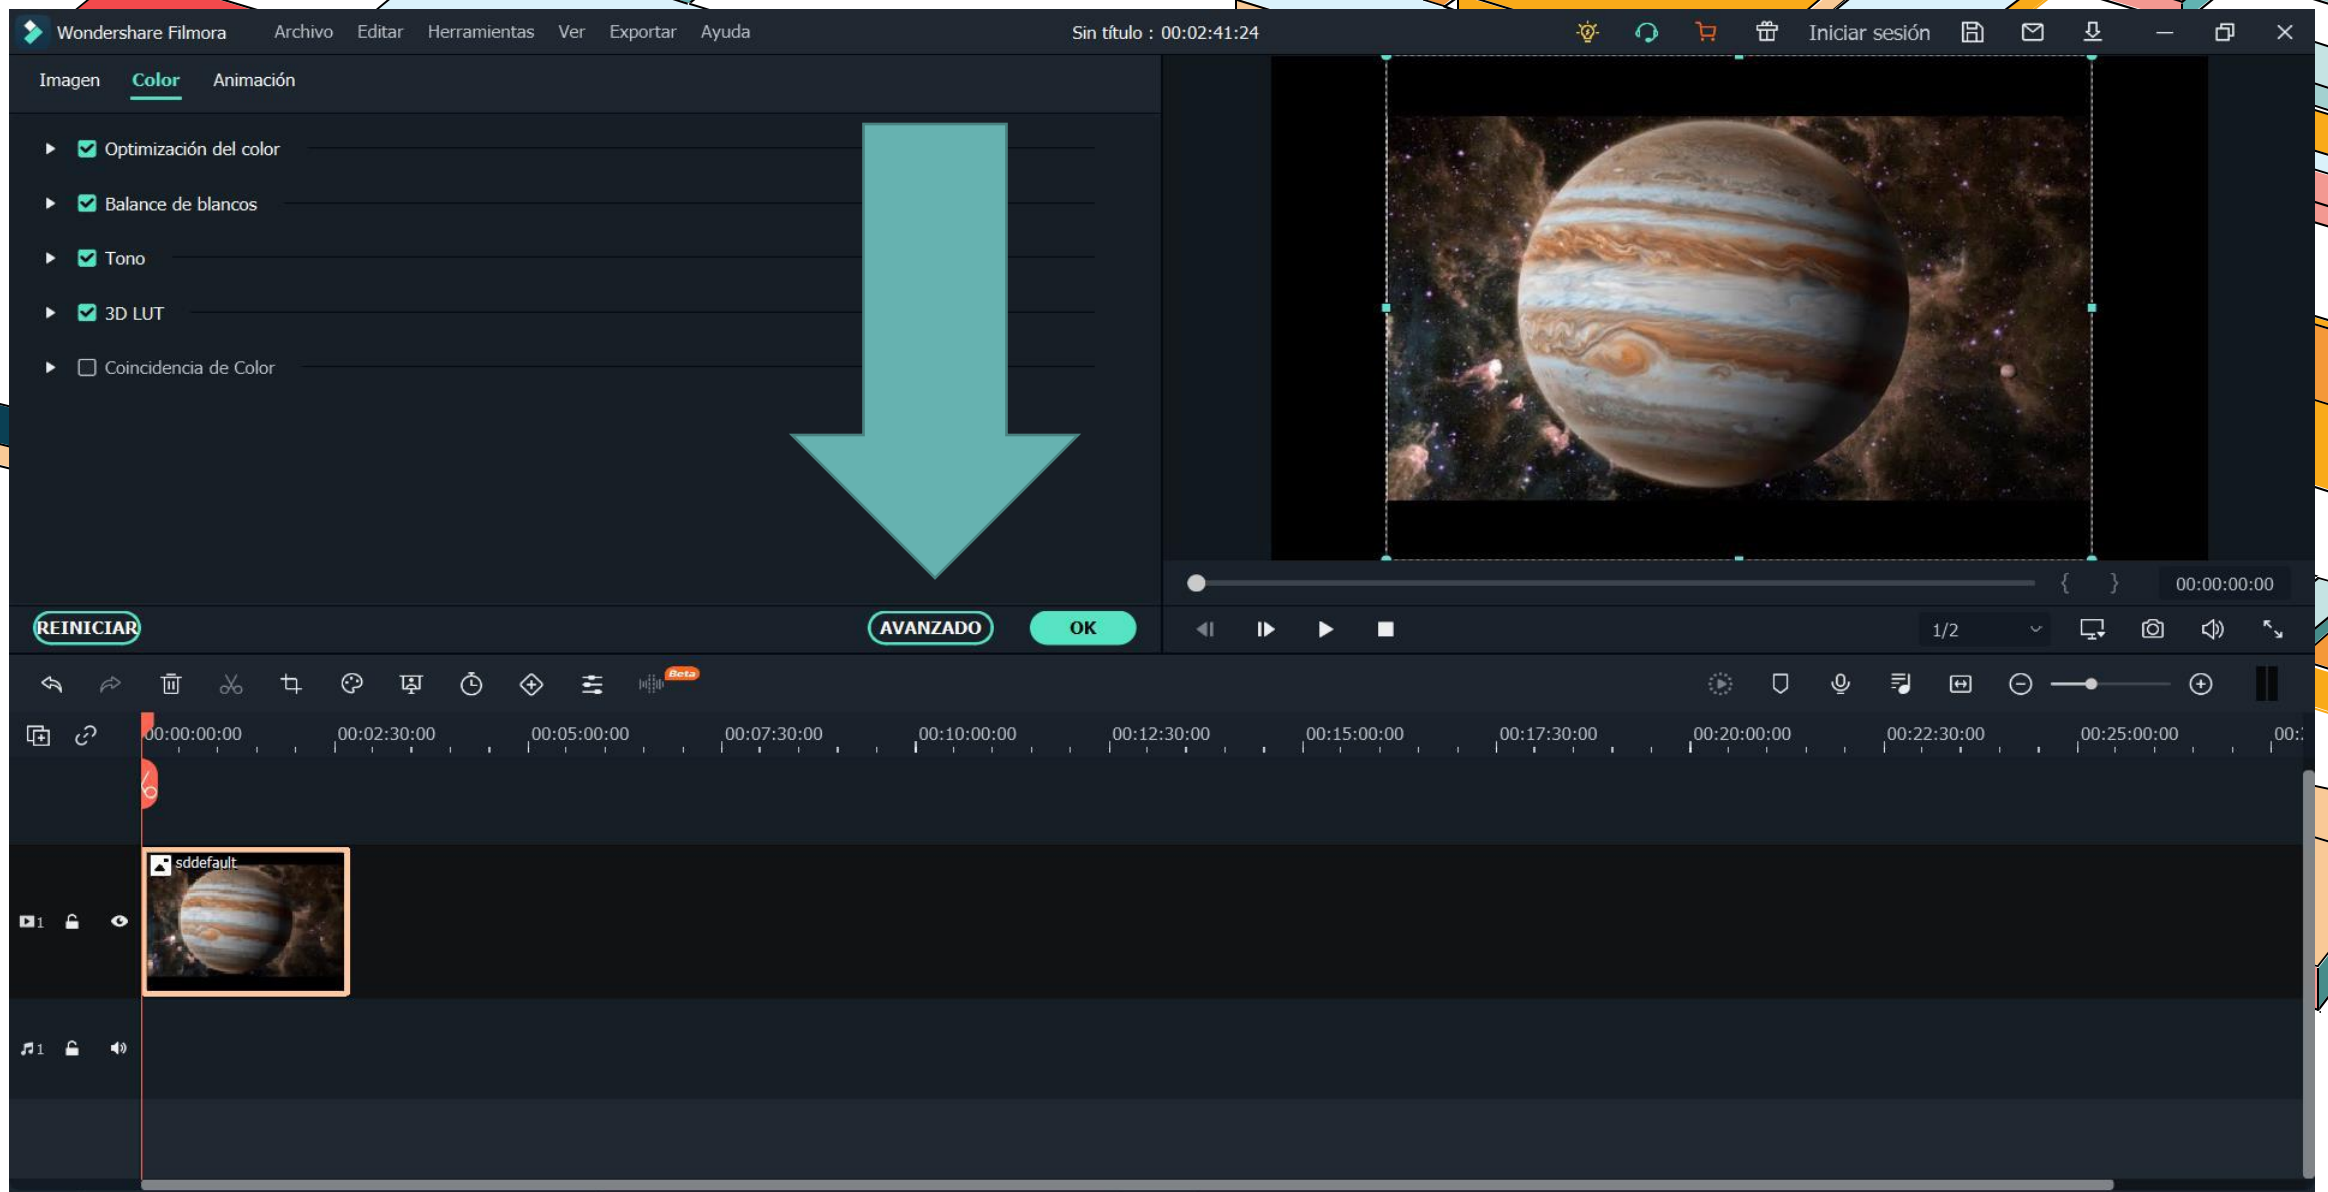 Wondershare Filmora Archivo Editar Herramientas Ver Exportar Ayuda Sin título : 00:02:41:24 Iniciar sesión
Imagen Color Animación
Optimización del color
Balance de blancos
Tono
3D LUT
Coincidencia de Color
{ } 00:00:00:00
REINICIAR AVANZADO OK 1/2
Beta
00:00:00:00 00:02:30:00 00:05:00:00 00:07:30:00 00:10:00:00 00:12:30:00 00:15:00:00 00:17:30:00 00:20:00:00 00:22:30:00 00:25:00:00 00:
sddefault
1
1